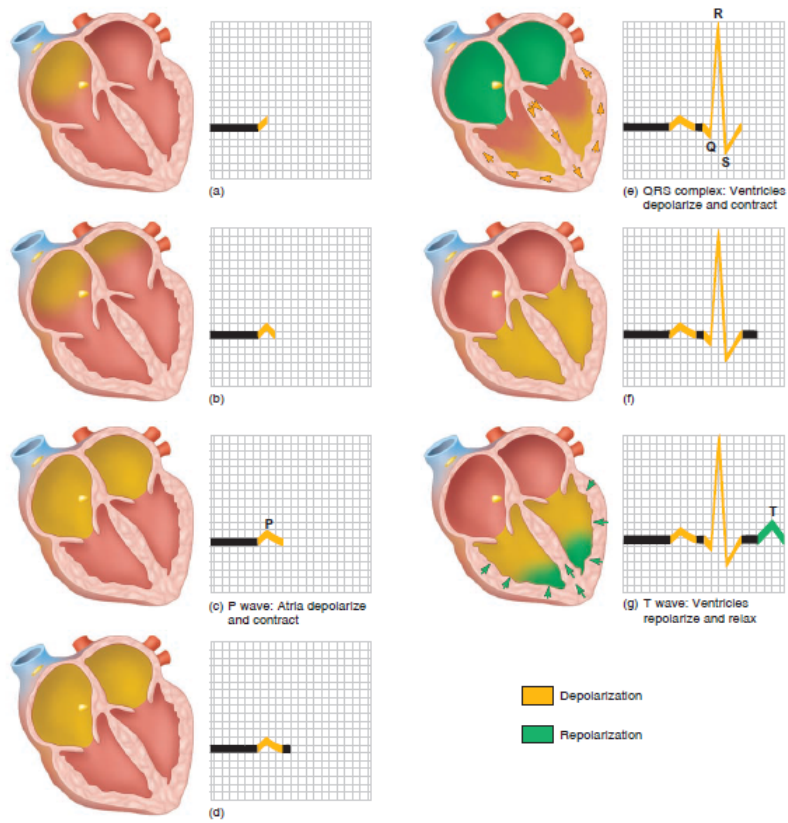 (a)
(b)
P
(c) P wave: Atria depolarize
and contract
(d)
R
Q
S
(e) QRS complex: Ventricles
depolarize and contract
(f)
T
(g) T wave: Ventricles
repolarize and relax
Depolarization
Repolarization